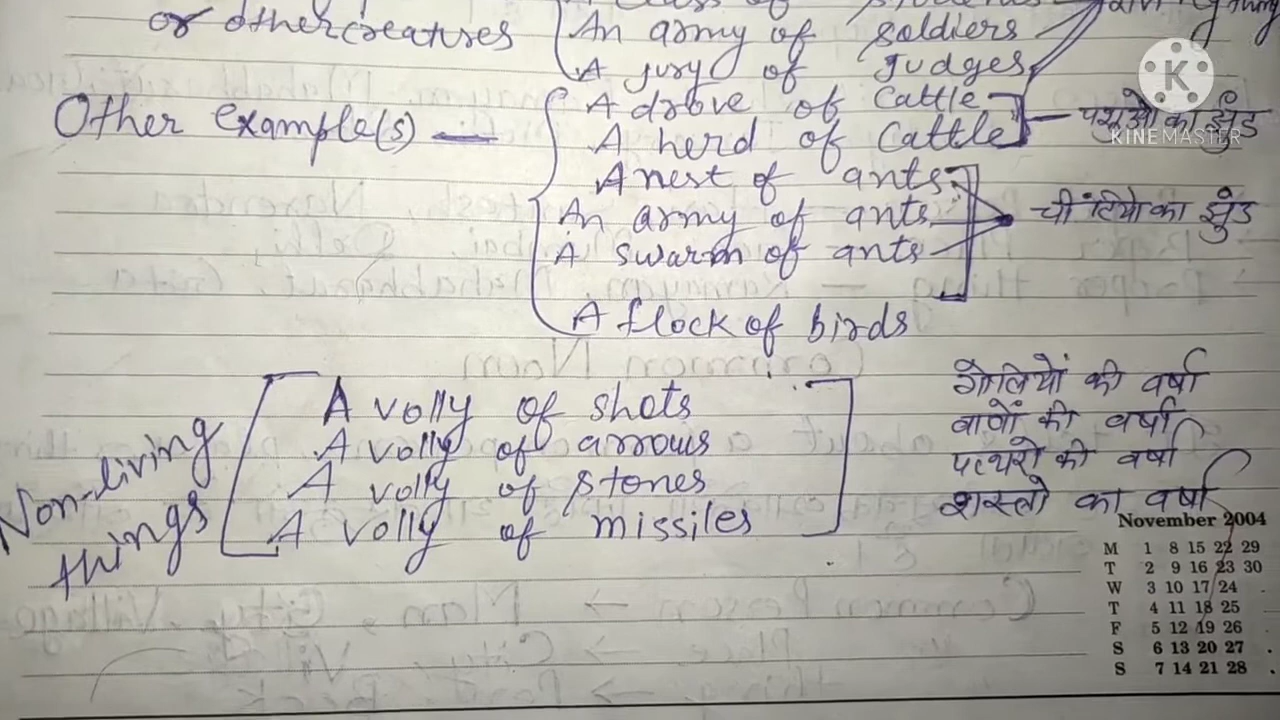 A class of students
or other creatures An army of soldiers
A jury of judges
Other example(s) — A drove of cattle
A herd of cattle — पशुओ का झुंड
A nest of ants
An army of ants — चीटियो का झुंड
A swarm of ants
A flock of birds
Non-living things
A volly of shots गोलियों की वर्षा
A volly of arrows बाणों की वर्षा
A volly of stones पत्थरो की वर्षा
A volly of missiles शस्त्रो का वर्षा
K
KINEMASTER
November 2004
M 1 8 15 22 29
T 2 9 16 23 30
W 3 10 17 24
T 4 11 18 25
F 5 12 19 26
S 6 13 20 27
S 7 14 21 28